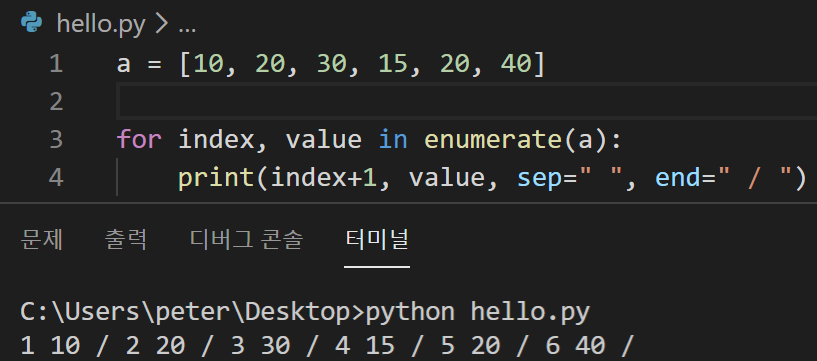 hello.py > ...
1 a = [10, 20, 30, 15, 20, 40]
2
3 for index, value in enumerate(a):
4     print(index+1, value, sep=" ", end=" / ")
문제 출력 디버그 콘솔 터미널
C:\Users\peter\Desktop>python hello.py
1 10 / 2 20 / 3 30 / 4 15 / 5 20 / 6 40 /